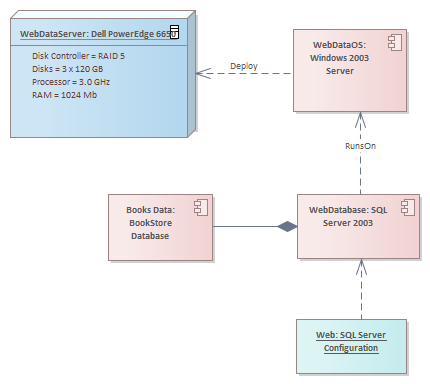 WebDataServer: Dell PowerEdge 6650
Disk Controller = RAID 5
Disks = 3 x 120 GB
Processor = 3.0 GHz
RAM = 1024 Mb
Deploy
WebDataOS:
Windows 2003
Server
RunsOn
Books Data:
BookStore
Database
WebDatabase: SQL
Server 2003
Web: SQL Server
Configuration